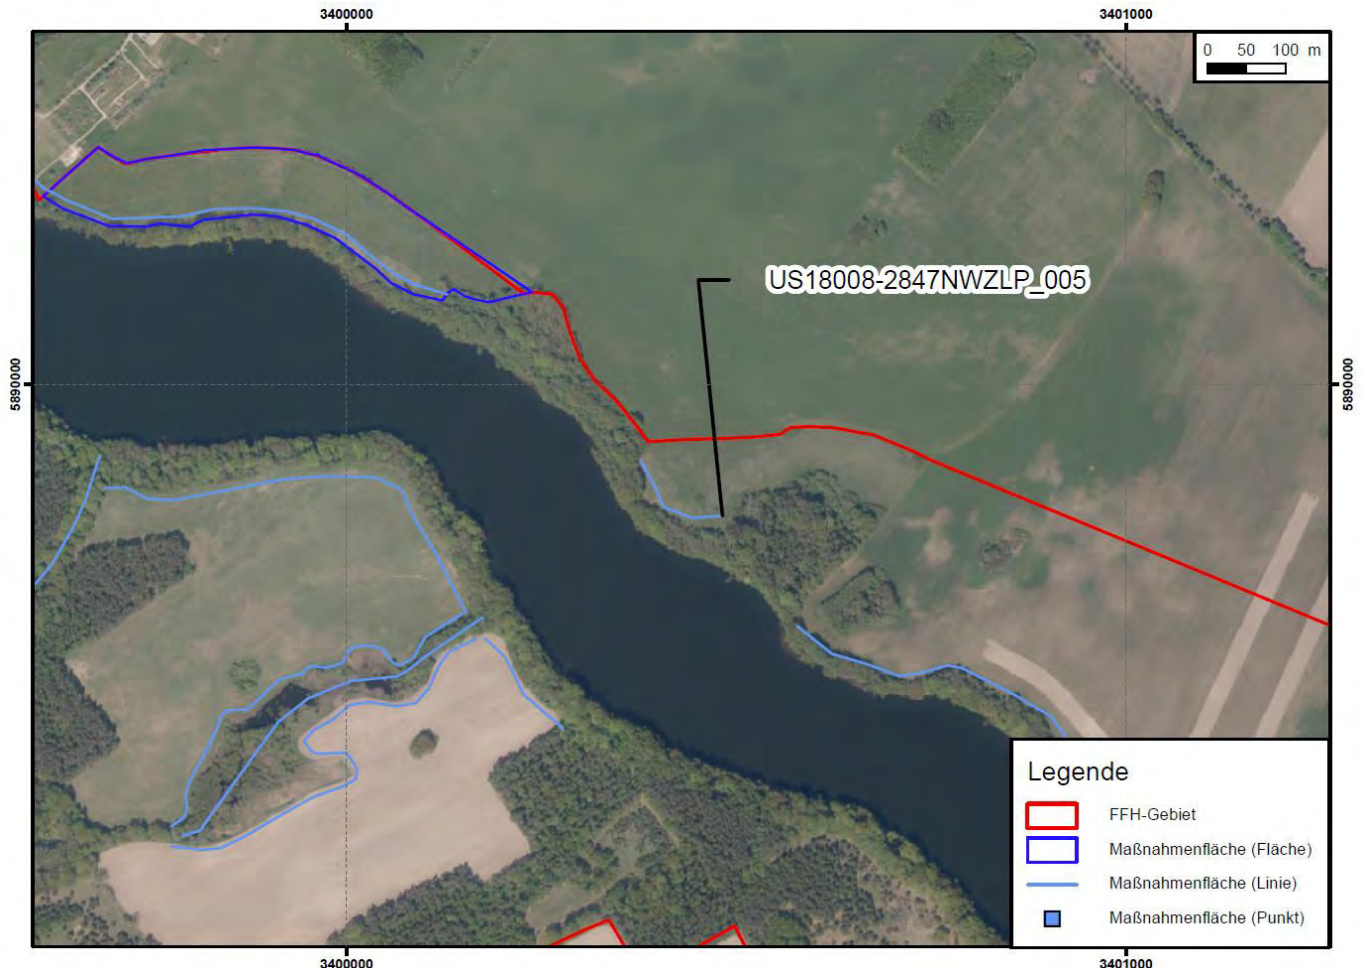 3400000 3401000
0 50 100 m
US18008-2847NWZLP_005
5890000 5890000
Legende
FFH-Gebiet
Maßnahmenfläche (Fläche)
Maßnahmenfläche (Linie)
Maßnahmenfläche (Punkt)
3400000 3401000